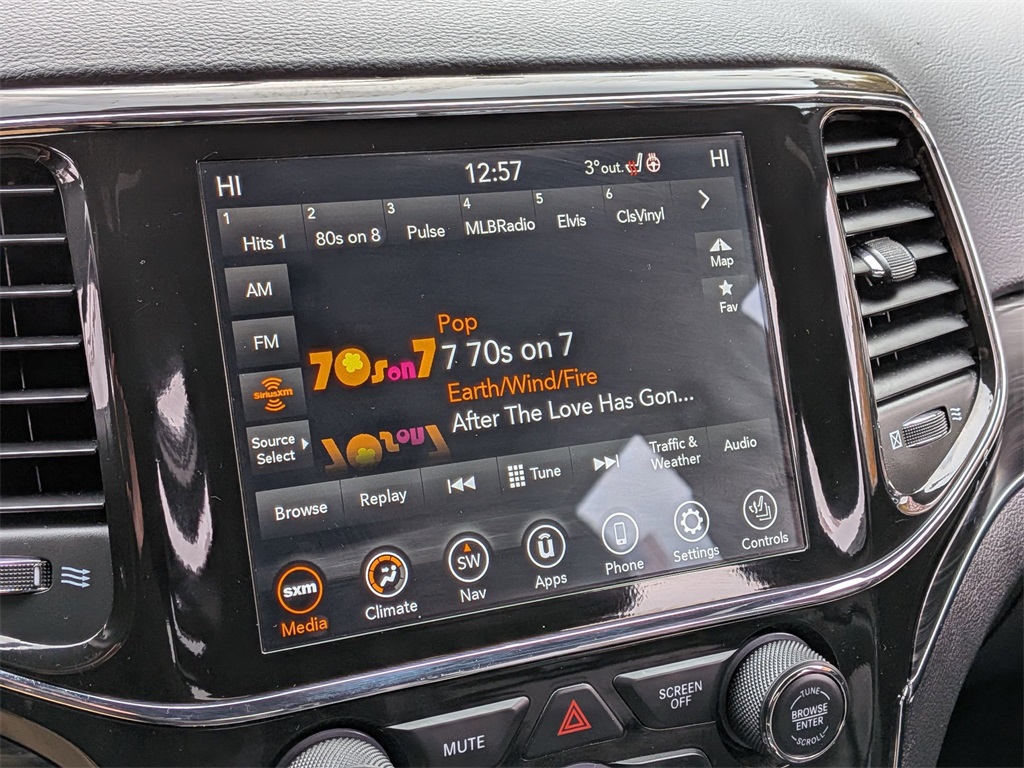 HI 12:57 3° out. HI
1 2 3 4 5 6
Hits 1 80s on 8 Pulse MLBRadio Elvis ClsVinyl
AM
Map
FM
Fav
Pop
70s on 7 7 70s on 7
SiriusXM
Earth/Wind/Fire
After The Love Has Gon...
Source
Select
Browse Replay Tune Traffic &
Weather
Audio
sxm SW û
Media Climate Nav Apps Phone Settings Controls
MUTE
SCREEN
OFF
TUNE
BROWSE
ENTER
SCROLL